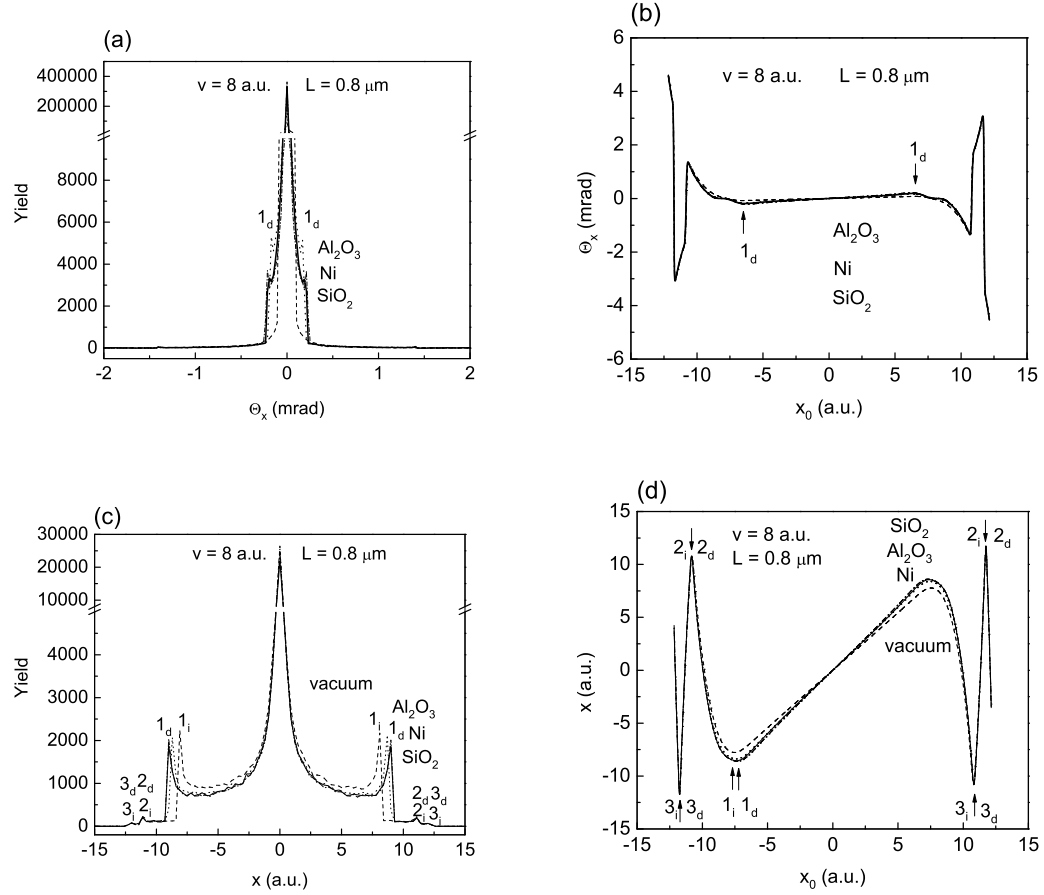 (a)
v = 8 a.u. L = 0.8 μm
400000
200000
8000
6000
4000
2000
0
Yield
1d 1d
Al2O3
Ni
SiO2
-2 -1 0 1 2
Θx (mrad)
(b)
v = 8 a.u. L = 0.8 μm
6
4
2
0
-2
-4
-6
Θx (mrad)
1d
1d
Al2O3
Ni
SiO2
-15 -10 -5 0 5 10 15
x0 (a.u.)
(c)
v = 8 a.u. L = 0.8 μm
30000
20000
10000
4000
3000
2000
1000
0
Yield
vacuum
1d 1i
1i
Al2O3
1d Ni
SiO2
3d 2d
3i 2i
2d 3d
2i 3i
-15 -10 -5 0 5 10 15
x (a.u.)
(d)
v = 8 a.u.
L = 0.8 μm
15
10
5
0
-5
-10
-15
x (a.u.)
SiO2
Al2O3
Ni
vacuum
2i 2d
2i 2d
3i 3d
1i 1d
3i 3d
-15 -10 -5 0 5 10 15
x0 (a.u.)